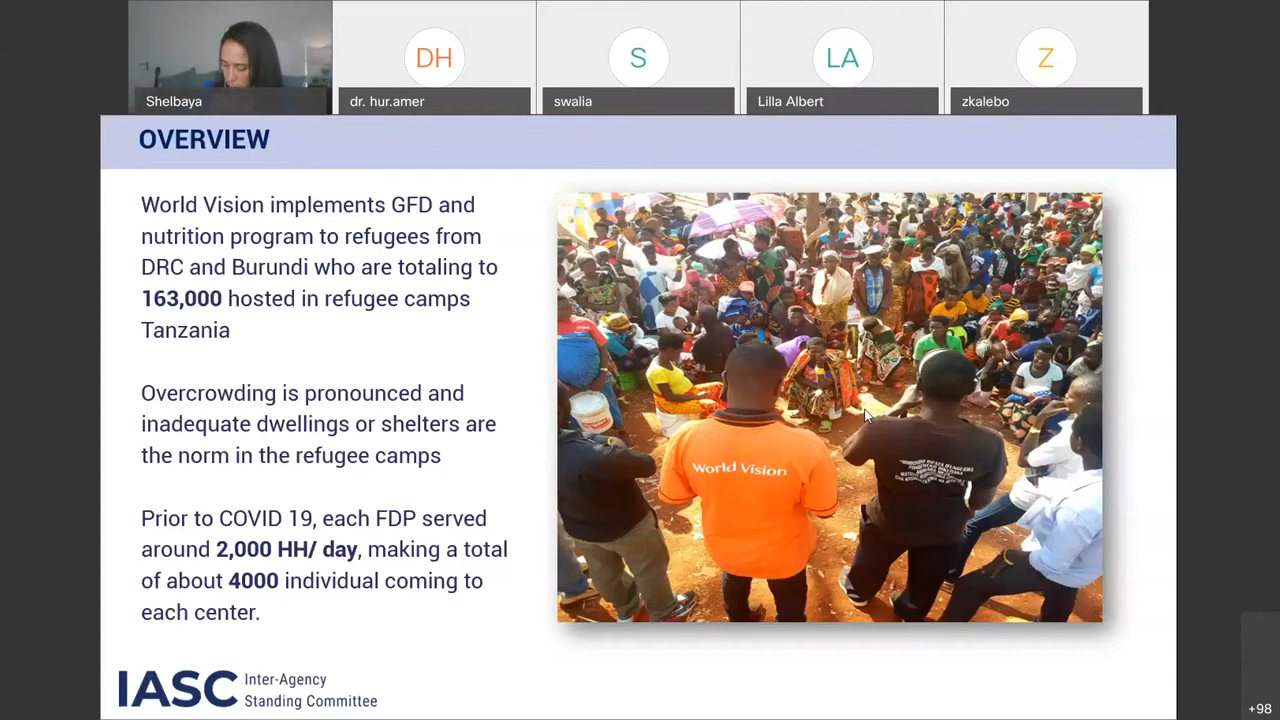 DH
S
LA
Z
Shelbaya
dr. hur.amer
swalia
Lilla Albert
zkalebo
OVERVIEW
World Vision implements GFD and
nutrition program to refugees from
DRC and Burundi who are totaling to
163,000 hosted in refugee camps
Tanzania
Overcrowding is pronounced and
inadequate dwellings or shelters are
the norm in the refugee camps
Prior to COVID 19, each FDP served
around 2,000 HH/ day, making a total
of about 4000 individual coming to
each center.
World Vision
IASC
Inter-Agency
Standing Committee
+98